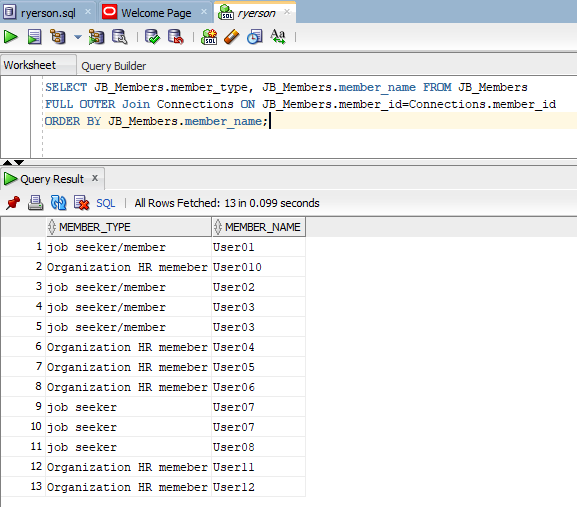 ryerson.sql × Welcome Page × ryerson ×
Worksheet Query Builder
SELECT JB_Members.member_type, JB_Members.member_name FROM JB_Members
FULL OUTER Join Connections ON JB_Members.member_id=Connections.member_id
ORDER BY JB_Members.member_name;
Query Result ×
SQL | All Rows Fetched: 13 in 0.099 seconds
MEMBER_TYPE MEMBER_NAME
1 job seeker/member User01
2 Organization HR memeber User010
3 job seeker/member User02
4 job seeker/member User03
5 job seeker/member User03
6 Organization HR memeber User04
7 Organization HR memeber User05
8 Organization HR memeber User06
9 job seeker User07
10 job seeker User07
11 job seeker User08
12 Organization HR memeber User11
13 Organization HR memeber User12